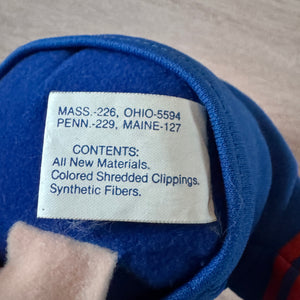 MASS.-226, OHIO-5594
PENN.-229, MAINE-127
CONTENTS:
All New Materials.
Colored Shredded Clippings.
Synthetic Fibers.